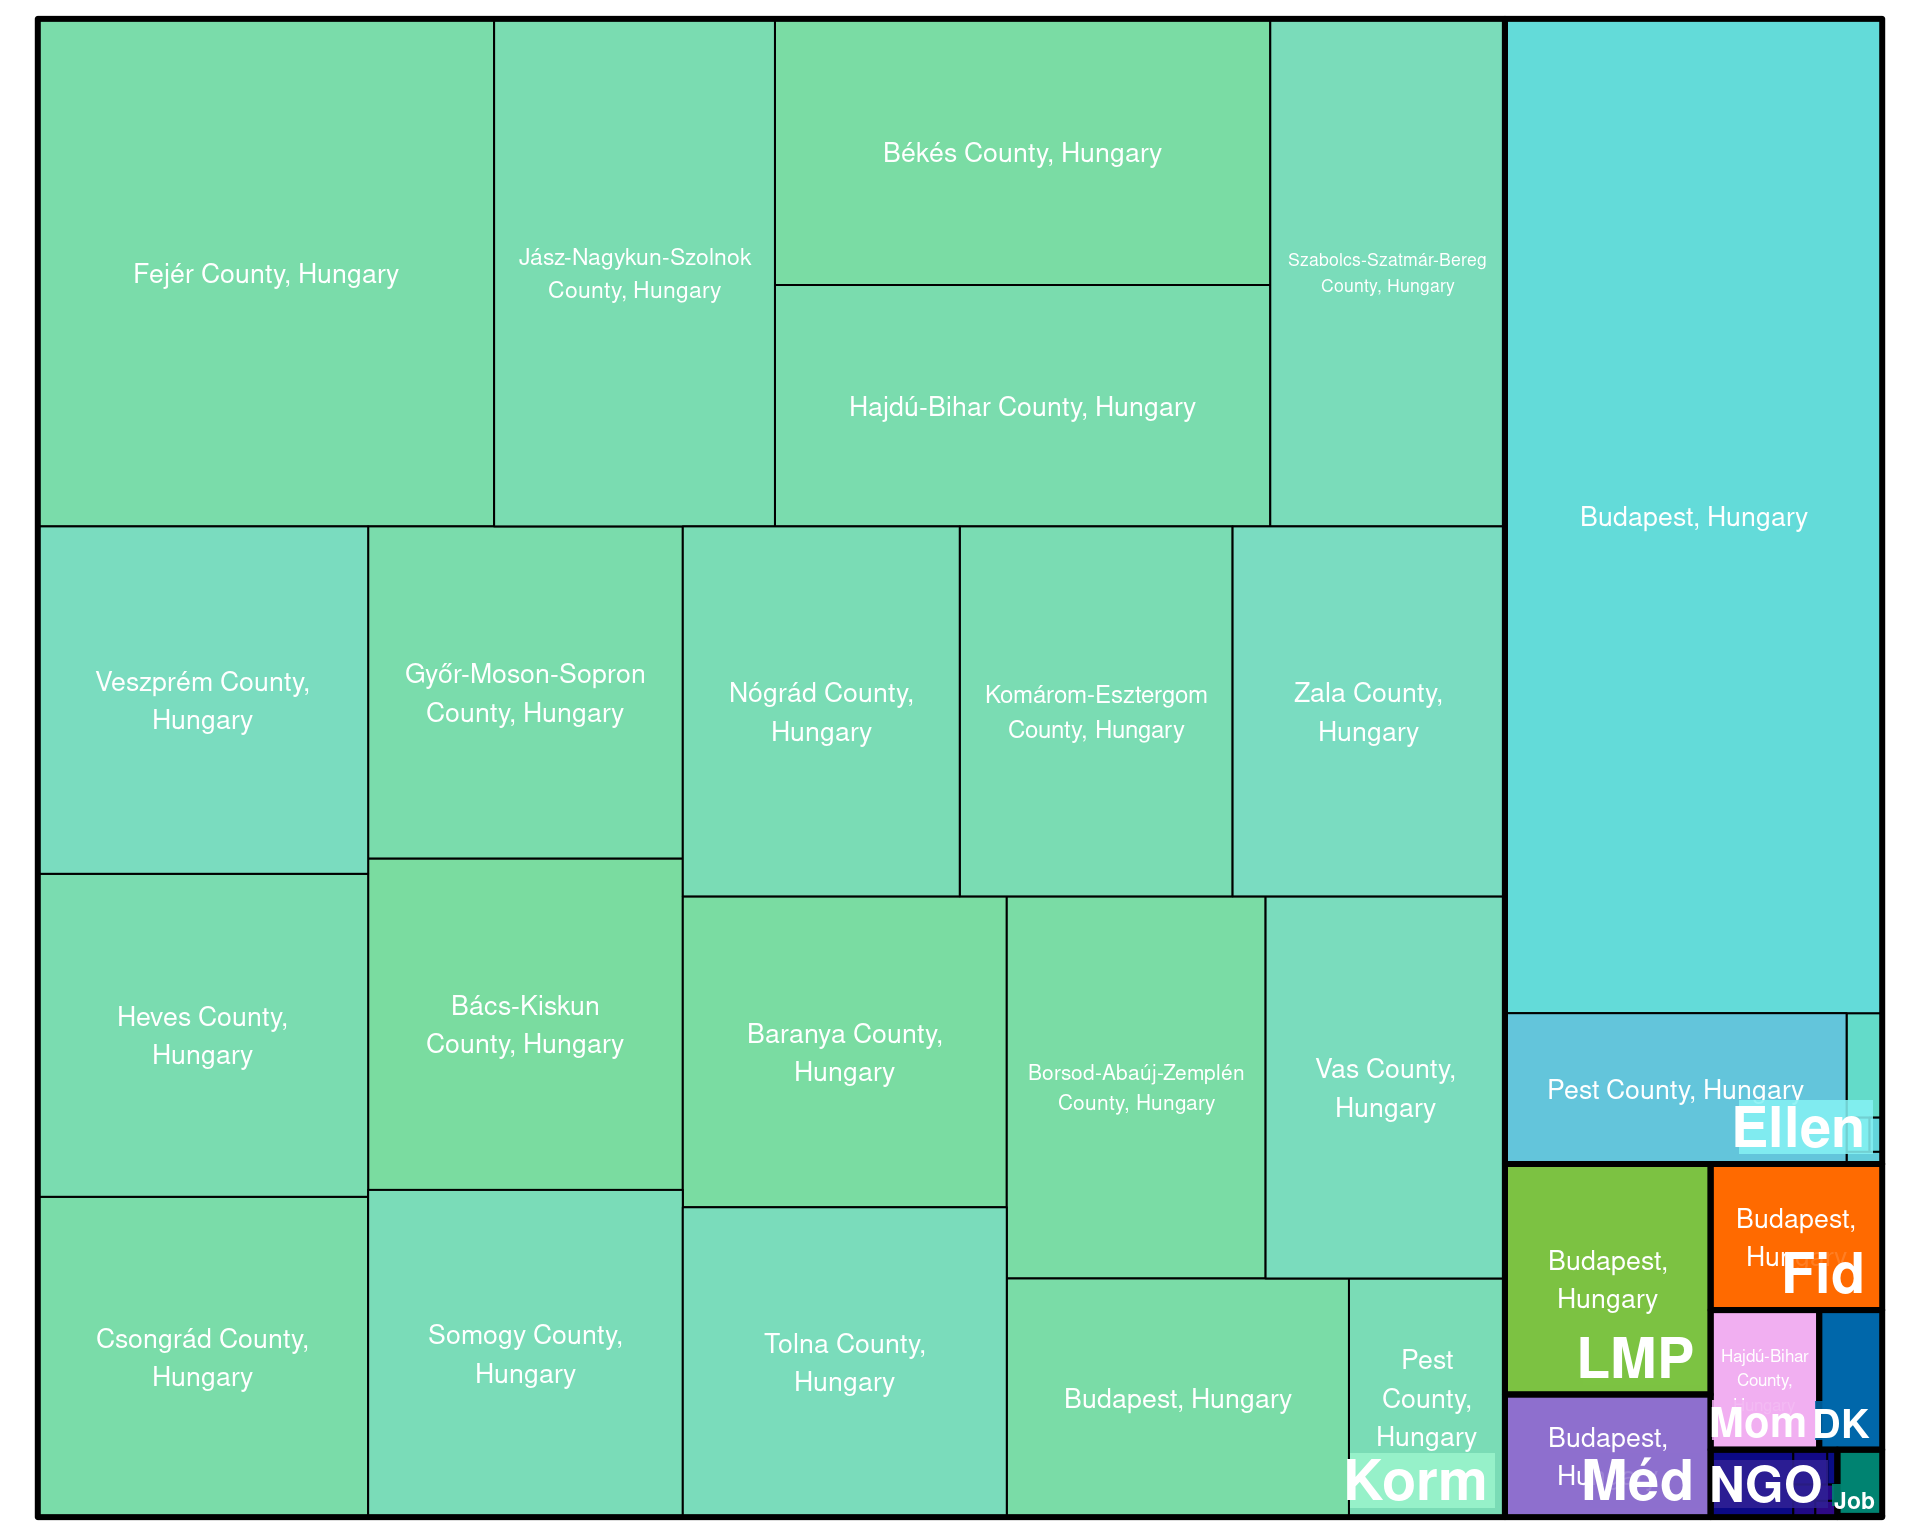 Fejér County, Hungary
Jász-Nagykun-Szolnok
County, Hungary
Békés County, Hungary
Hajdú-Bihar County, Hungary
Szabolcs-Szatmár-Bereg
County, Hungary
Veszprém County,
Hungary
Győr-Moson-Sopron
County, Hungary
Nógrád County,
Hungary
Komárom-Esztergom
County, Hungary
Zala County,
Hungary
Heves County,
Hungary
Bács-Kiskun
County, Hungary
Baranya County,
Hungary
Borsod-Abaúj-Zemplén
County, Hungary
Vas County,
Hungary
Csongrád County,
Hungary
Somogy County,
Hungary
Tolna County,
Hungary
Budapest, Hungary
Pest
County,
Hungary
Korm
Budapest, Hungary
Pest County, Hungary
Ellen
Budapest,
Hungary
LMP
Budapest,
Hungary
Fid
Hajdú-Bihar
County,
Hungary
Mom
DK
Budapest,
Méd
NGO
Job